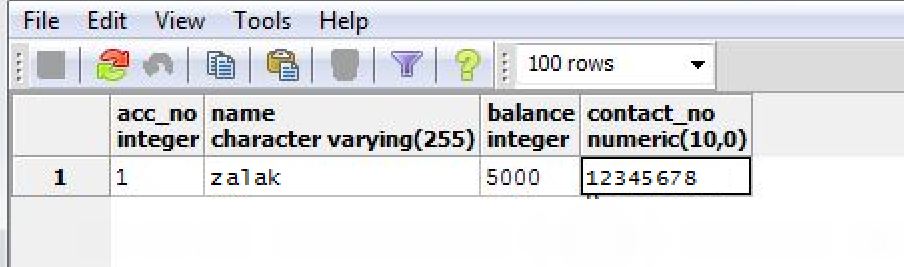 File Edit View Tools Help
100 rows
acc_no name balance contact_no
integer character varying(255) integer numeric(10,0)
1 1 zalak 5000 12345678